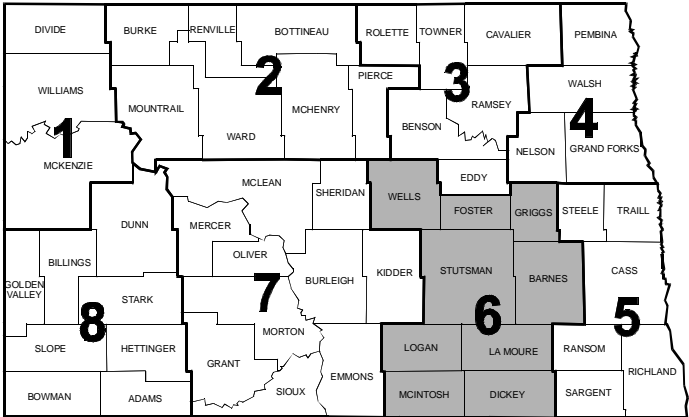 DIVIDE
BURKE
RENVILLE
BOTTINEAU
ROLETTE
TOWNER
CAVALIER
PEMBINA
WILLIAMS
MOUNTRAIL
2
PIERCE
MCHENRY
WARD
3
RAMSEY
BENSON
WALSH
4
NELSON
GRAND FORKS
1
MCKENZIE
MCLEAN
SHERIDAN
WELLS
EDDY
FOSTER
GRIGGS
STEELE
TRAILL
DUNN
MERCER
OLIVER
BILLINGS
GOLDEN
VALLEY
STARK
8
7
BURLEIGH
KIDDER
STUTSMAN
BARNES
CASS
6
5
SLOPE
HETTINGER
GRANT
MORTON
EMMONS
LOGAN
LA MOURE
RANSOM
RICHLAND
BOWMAN
ADAMS
SIOUX
MCINTOSH
DICKEY
SARGENT